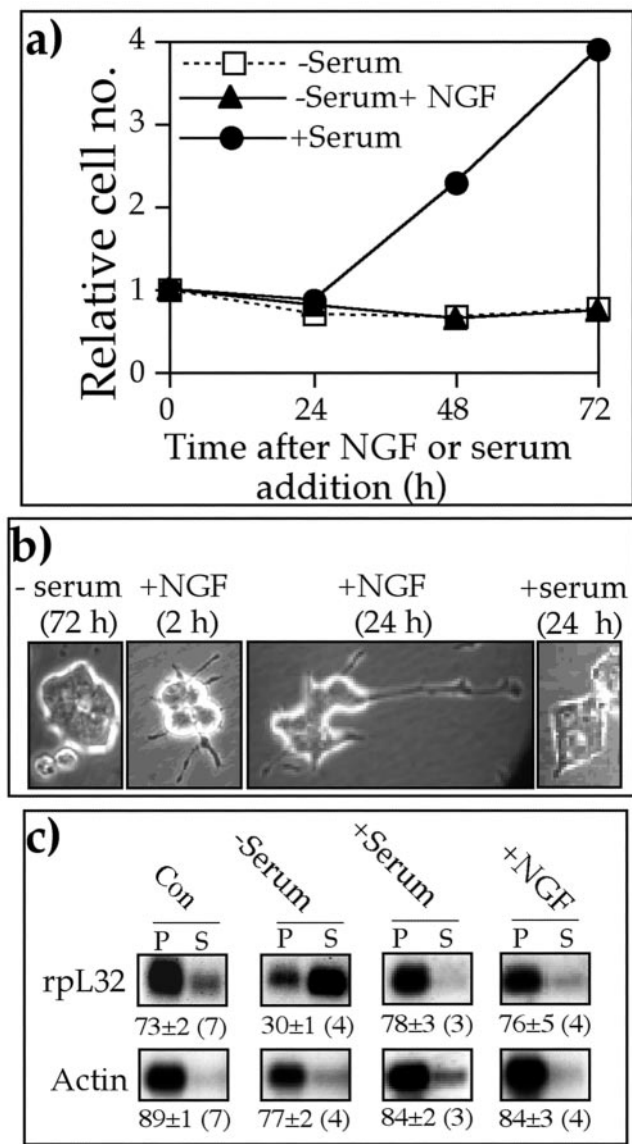 a)
4
3
2
1
0
Relative cell no.
-Serum
-Serum+ NGF
+Serum
0 24 48 72
Time after NGF or serum
addition (h)
b)
- serum +NGF +NGF +serum
(72 h) (2 h) (24 h) (24 h)
c)
Con -Serum +Serum +NGF
P S P S P S P S
rpL32
73±2 (7) 30±1 (4) 78±3 (3) 76±5 (4)
Actin
89±1 (7) 77±2 (4) 84±2 (3) 84±3 (4)